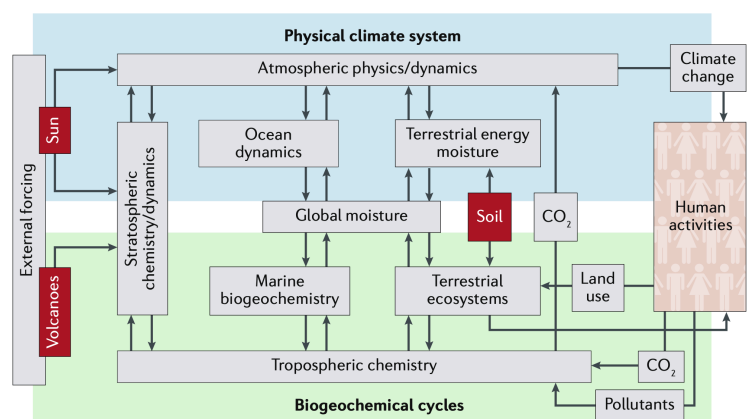 Physical climate system
Atmospheric physics/dynamics
Climate
change
External forcing
Sun
Stratospheric
chemistry/dynamics
Ocean
dynamics
Terrestrial energy
moisture
Human
activities
Global moisture
Soil
CO₂
Volcanoes
Marine
biogeochemistry
Terrestrial
ecosystems
Land
use
Tropospheric chemistry
CO₂
Pollutants
Biogeochemical cycles